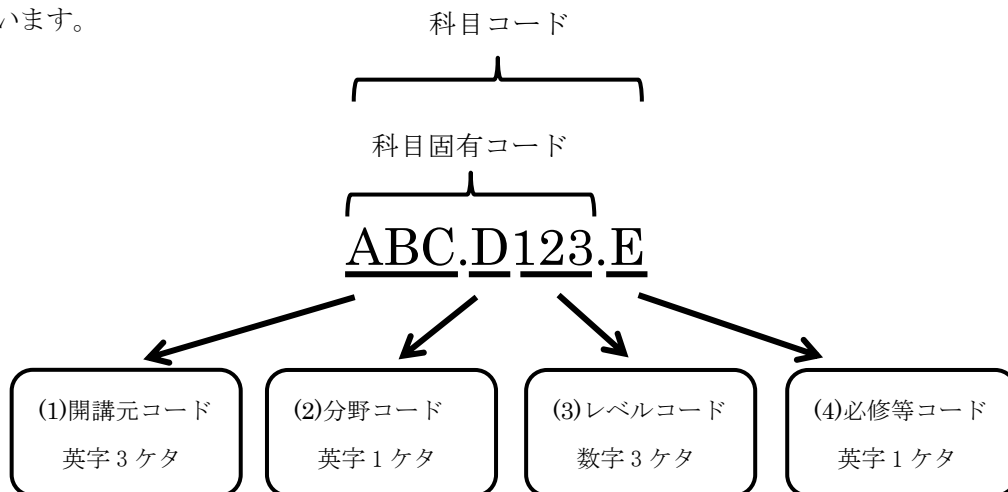 います。
科目コード
科目固有コード
ABC.D123.E
(1)開講元コード
英字 3 ケタ
(2)分野コード
英字 1 ケタ
(3)レベルコード
数字 3 ケタ
(4)必修等コード
英字 1 ケタ